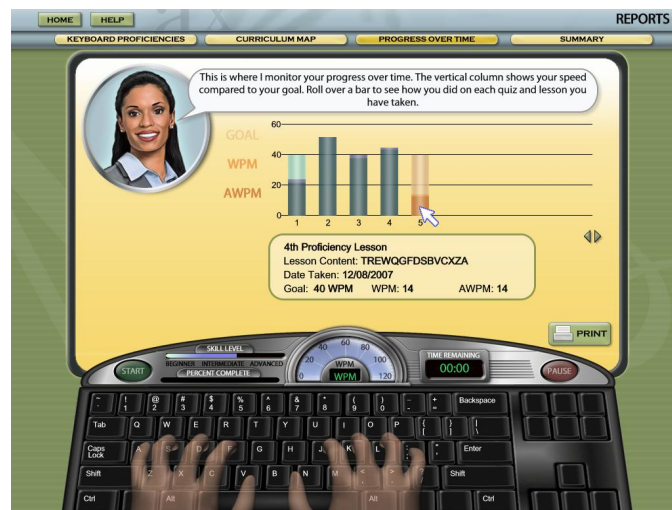 HOME HELP REPORTS
KEYBOARD PROFICIENCIES CURRICULUM MAP PROGRESS OVER TIME SUMMARY
This is where I monitor your progress over time. The vertical column shows your speed
compared to your goal. Roll over a bar to see how you did on each quiz and lesson you
have taken.
GOAL
WPM
AWPM
60
40
20
0
1 2 3 4 5
4th Proficiency Lesson
Lesson Content: TREWQGFDSBVCXZA
Date Taken: 12/08/2007
Goal: 40 WPM WPM: 14 AWPM: 14
PRINT
SKILL LEVEL
BEGINNER INTERMEDIATE ADVANCED
PERCENT COMPLETE
START
20 40 60 80 100 120
WPM
WPM
TIME REMAINING
00:00
PAUSE
~ ! @ # $ % ^ & * ( ) _ + Backspace
1 2 3 4 5 6 7 8 9 0 - =
Tab Q W E R T Y U I O P { } |
[ ] \
Caps Lock A S D F G H J K L : " Enter
; '
Shift Z X C V B N M < > ? Shift
Ctrl Alt Alt Ctrl